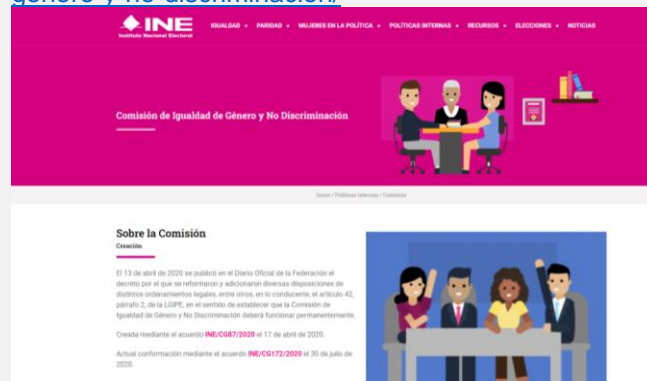 genero-y-no-discriminacion/
INE
Instituto Nacional Electoral
IGUALDAD
PARIDAD
MUJERES EN LA POLÍTICA
POLÍTICAS INTERNAS
RECURSOS
ELECCIONES
NOTICIAS
Comisión de Igualdad de Género y No Discriminación
Inicio / Políticas internas / Comisión
Sobre la Comisión
Creación
El 13 de abril de 2020 se publicó en el Diario Oficial de la Federación el
decreto por el que se reformaron y adicionaron diversas disposiciones de
distintos ordenamientos legales, entre otros, en lo conducente, el artículo 42,
párrafo 2, de la LGIPE, en el sentido de establecer que la Comisión de
Igualdad de Género y No Discriminación deberá funcionar permanentemente.
Creada mediante el acuerdo INE/CG87/2020 el 17 de abril de 2020.
Actual conformación mediante el acuerdo INE/CG172/2020 el 30 de julio de
2020.